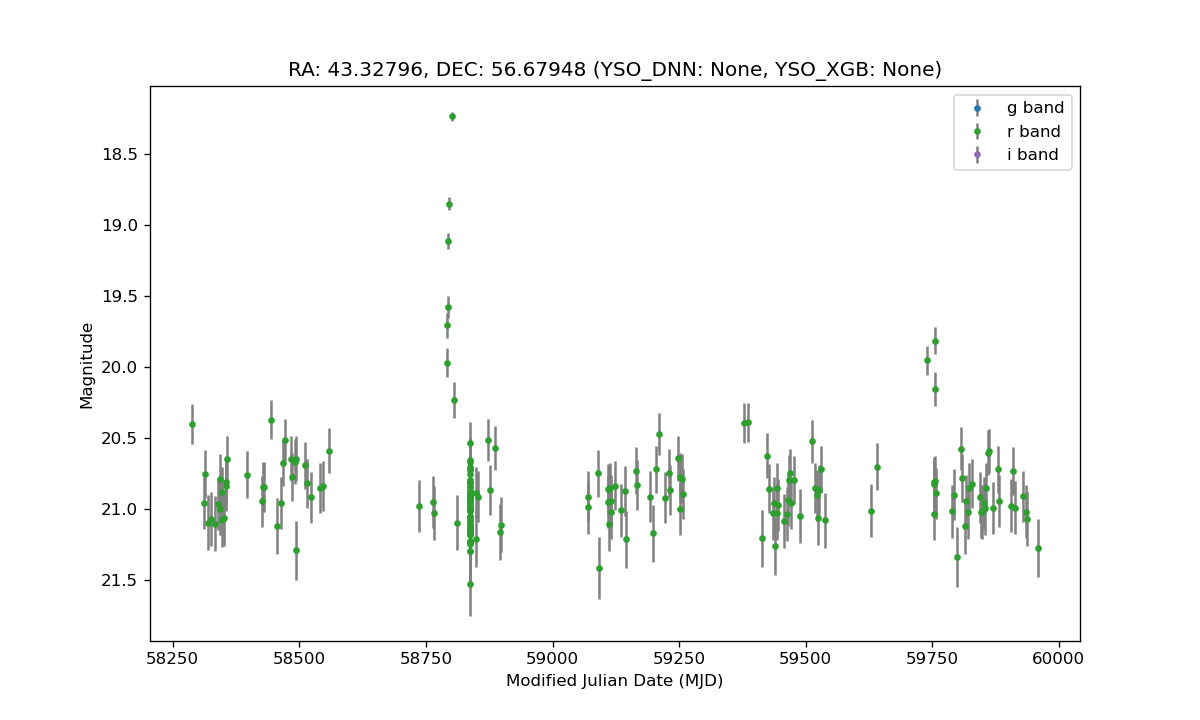 RA: 43.32796, DEC: 56.67948 (YSO_DNN: None, YSO_XGB: None)
g band
r band
i band
18.5
19.0
19.5
20.0
20.5
21.0
21.5
Magnitude
58250
58500
58750
59000
59250
59500
59750
60000
Modified Julian Date (MJD)